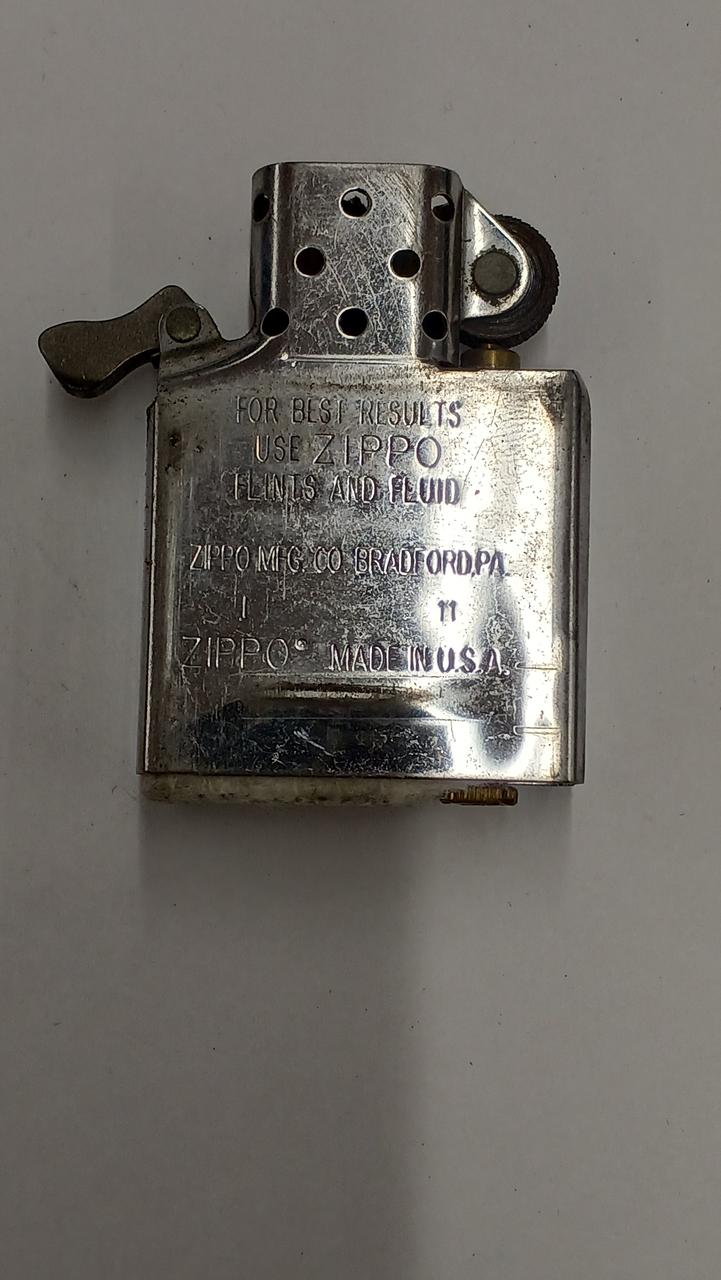 FOR BEST RESULTS
USE ZIPPO
FLINTS AND FLUID
ZIPPO MFG. CO. BRADFORD, PA.
I 11
ZIPPO® MADE IN U.S.A.